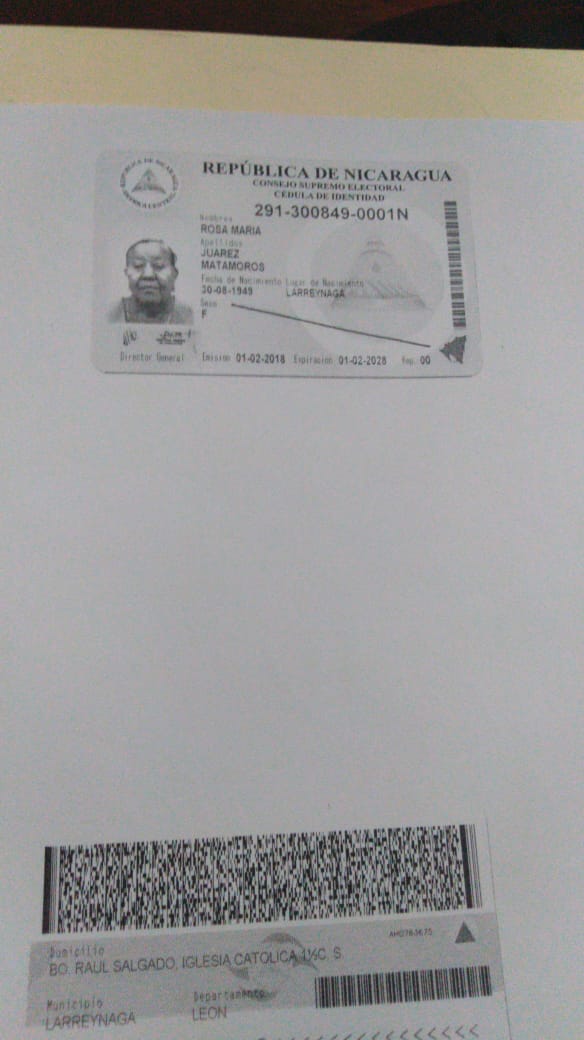 REPÚBLICA DE NICARAGUA
CONSEJO SUPREMO ELECTORAL
CÉDULA DE IDENTIDAD
291-300849-0001N
Nombres
ROSA MARIA
Apellidos
JUAREZ
MATAMOROS
Fecha de Nacimiento Lugar de Nacimiento
30-08-1949 LARREYNAGA
Sexo
F
Director General Emisión 01-02-2018 Expiración 01-02-2028 Rep. 00
Domicilio
BO. RAUL SALGADO, IGLESIA CATOLICA 1½C. S.
Municipio Departamento
LARREYNAGA LEON